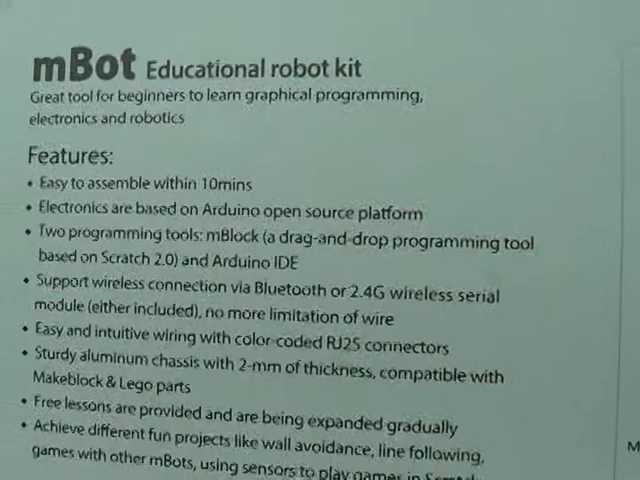 mBot Educational robot kit
Great tool for beginners to learn graphical programming,
electronics and robotics
Features:
• Easy to assemble within 10mins
• Electronics are based on Arduino open source platform
• Two programming tools: mBlock (a drag-and-drop programming tool
based on Scratch 2.0) and Arduino IDE
• Support wireless connection via Bluetooth or 2.4G wireless serial
module (either included), no more limitation of wire
• Easy and intuitive wiring with color-coded RJ25 connectors
• Sturdy aluminum chassis with 2-mm of thickness, compatible with
Makeblock & Lego parts
• Free lessons are provided and are being expanded gradually
• Achieve different fun projects like wall avoidance, line following,
games with other mBots, using sensors to play games in